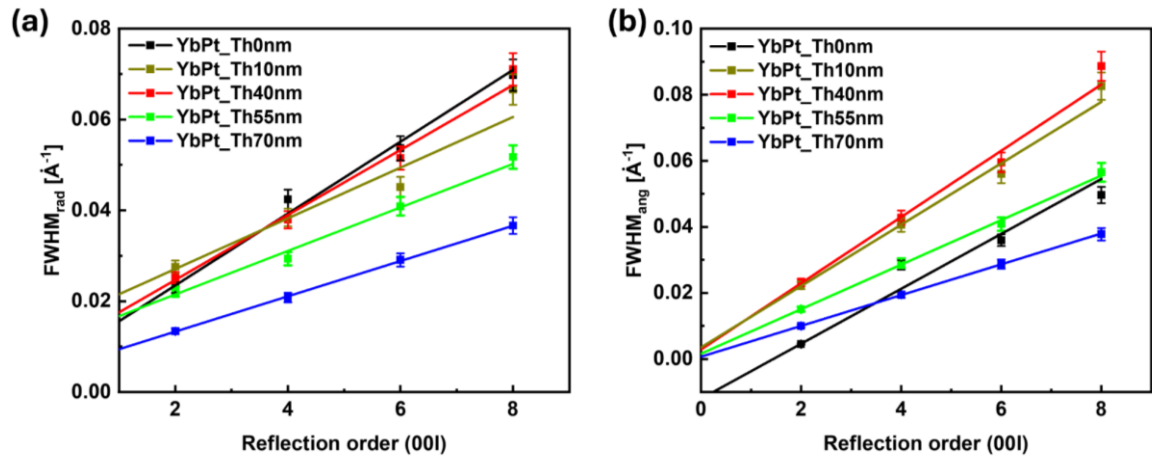 (a)
0.08
0.06
0.04
0.02
0.00
FWHM_rad [Å⁻¹]
YbPt_Th0nm
YbPt_Th10nm
YbPt_Th40nm
YbPt_Th55nm
YbPt_Th70nm
2 4 6 8
Reflection order (00l)
(b)
0.10
0.08
0.06
0.04
0.02
0.00
FWHM_ang [Å⁻¹]
YbPt_Th0nm
YbPt_Th10nm
YbPt_Th40nm
YbPt_Th55nm
YbPt_Th70nm
0 2 4 6 8
Reflection order (00l)